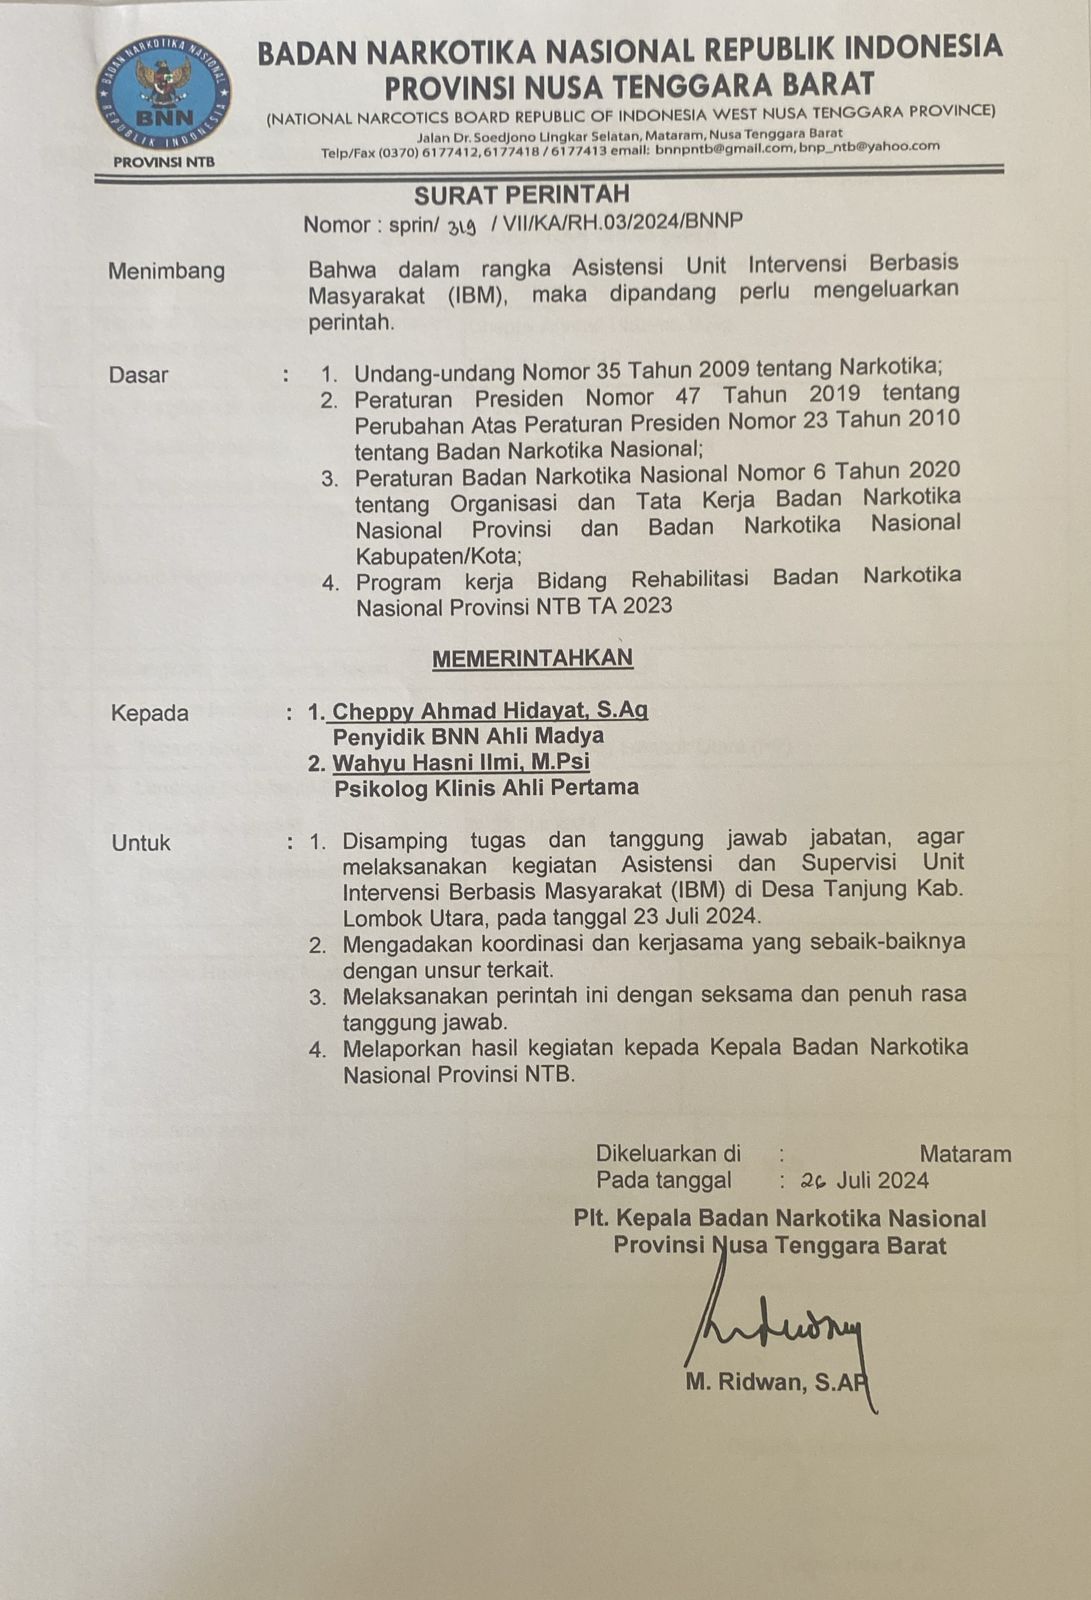 BADAN NARKOTIKA NASIONAL
REPUBLIK INDONESIA
BNN
PROVINSI NTB
BADAN NARKOTIKA NASIONAL REPUBLIK INDONESIA
PROVINSI NUSA TENGGARA BARAT
(NATIONAL NARCOTICS BOARD REPUBLIC OF INDONESIA WEST NUSA TENGGARA PROVINCE)
Jalan Dr. Soedjono Lingkar Selatan, Mataram, Nusa Tenggara Barat
Telp/Fax (0370) 6177412, 6177418 / 6177413 email: bnnpntb@gmail.com, bnp_ntb@yahoo.com
SURAT PERINTAH
Nomor : sprin/ 319 / VII/KA/RH.03/2024/BNNP
Menimbang Bahwa dalam rangka Asistensi Unit Intervensi Berbasis
Masyarakat (IBM), maka dipandang perlu mengeluarkan
perintah.
Dasar : 1. Undang-undang Nomor 35 Tahun 2009 tentang Narkotika;
2. Peraturan Presiden Nomor 47 Tahun 2019 tentang
Perubahan Atas Peraturan Presiden Nomor 23 Tahun 2010
tentang Badan Narkotika Nasional;
3. Peraturan Badan Narkotika Nasional Nomor 6 Tahun 2020
tentang Organisasi dan Tata Kerja Badan Narkotika
Nasional Provinsi dan Badan Narkotika Nasional
Kabupaten/Kota;
4. Program kerja Bidang Rehabilitasi Badan Narkotika
Nasional Provinsi NTB TA 2023
MEMERINTAHKAN
Kepada : 1. Cheppy Ahmad Hidayat, S.Ag
Penyidik BNN Ahli Madya
2. Wahyu Hasni Ilmi, M.Psi
Psikolog Klinis Ahli Pertama
Untuk : 1. Disamping tugas dan tanggung jawab jabatan, agar
melaksanakan kegiatan Asistensi dan Supervisi Unit
Intervensi Berbasis Masyarakat (IBM) di Desa Tanjung Kab.
Lombok Utara, pada tanggal 23 Juli 2024.
2. Mengadakan koordinasi dan kerjasama yang sebaik-baiknya
dengan unsur terkait.
3. Melaksanakan perintah ini dengan seksama dan penuh rasa
tanggung jawab.
4. Melaporkan hasil kegiatan kepada Kepala Badan Narkotika
Nasional Provinsi NTB.
Dikeluarkan di : Mataram
Pada tanggal : 26 Juli 2024
Plt. Kepala Badan Narkotika Nasional
Provinsi Nusa Tenggara Barat
M. Ridwan, S.AP